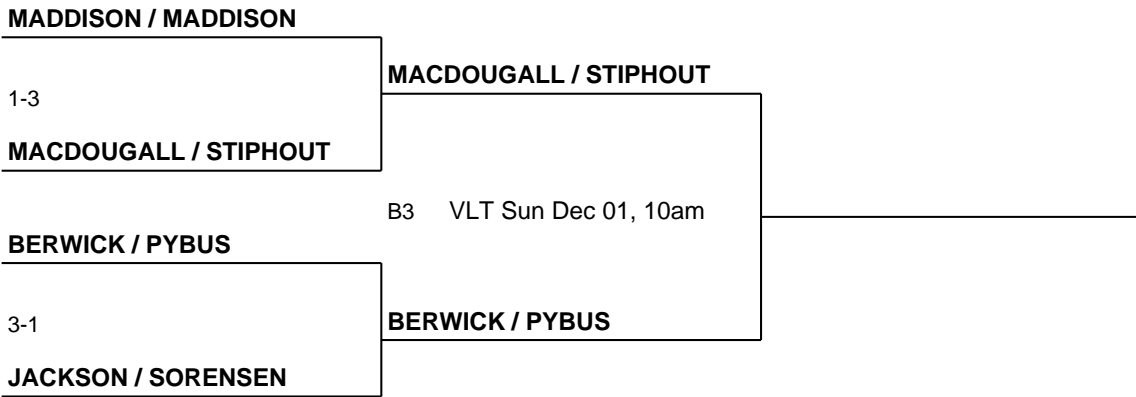 MADDISON / MADDISON
MACDOUGALL / STIPHOUT
1-3
MACDOUGALL / STIPHOUT
B3 VLT Sun Dec 01, 10am
BERWICK / PYBUS
3-1
BERWICK / PYBUS
JACKSON / SORENSEN